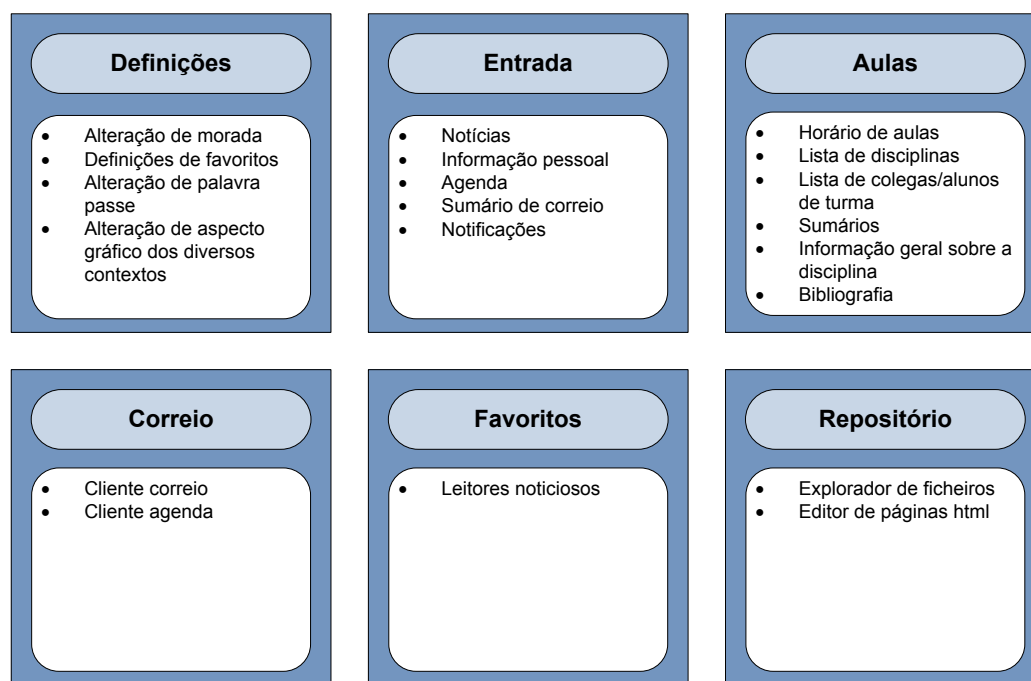 Definições
• Alteração de morada
• Definições de favoritos
• Alteração de palavra
passe
• Alteração de aspecto
gráfico dos diversos
contextos
Entrada
• Notícias
• Informação pessoal
• Agenda
• Sumário de correio
• Notificações
Aulas
• Horário de aulas
• Lista de disciplinas
• Lista de colegas/alunos
de turma
• Sumários
• Informação geral sobre a
disciplina
• Bibliografia
Correio
• Cliente correio
• Cliente agenda
Favoritos
• Leitores noticiosos
Repositório
• Explorador de ficheiros
• Editor de páginas html